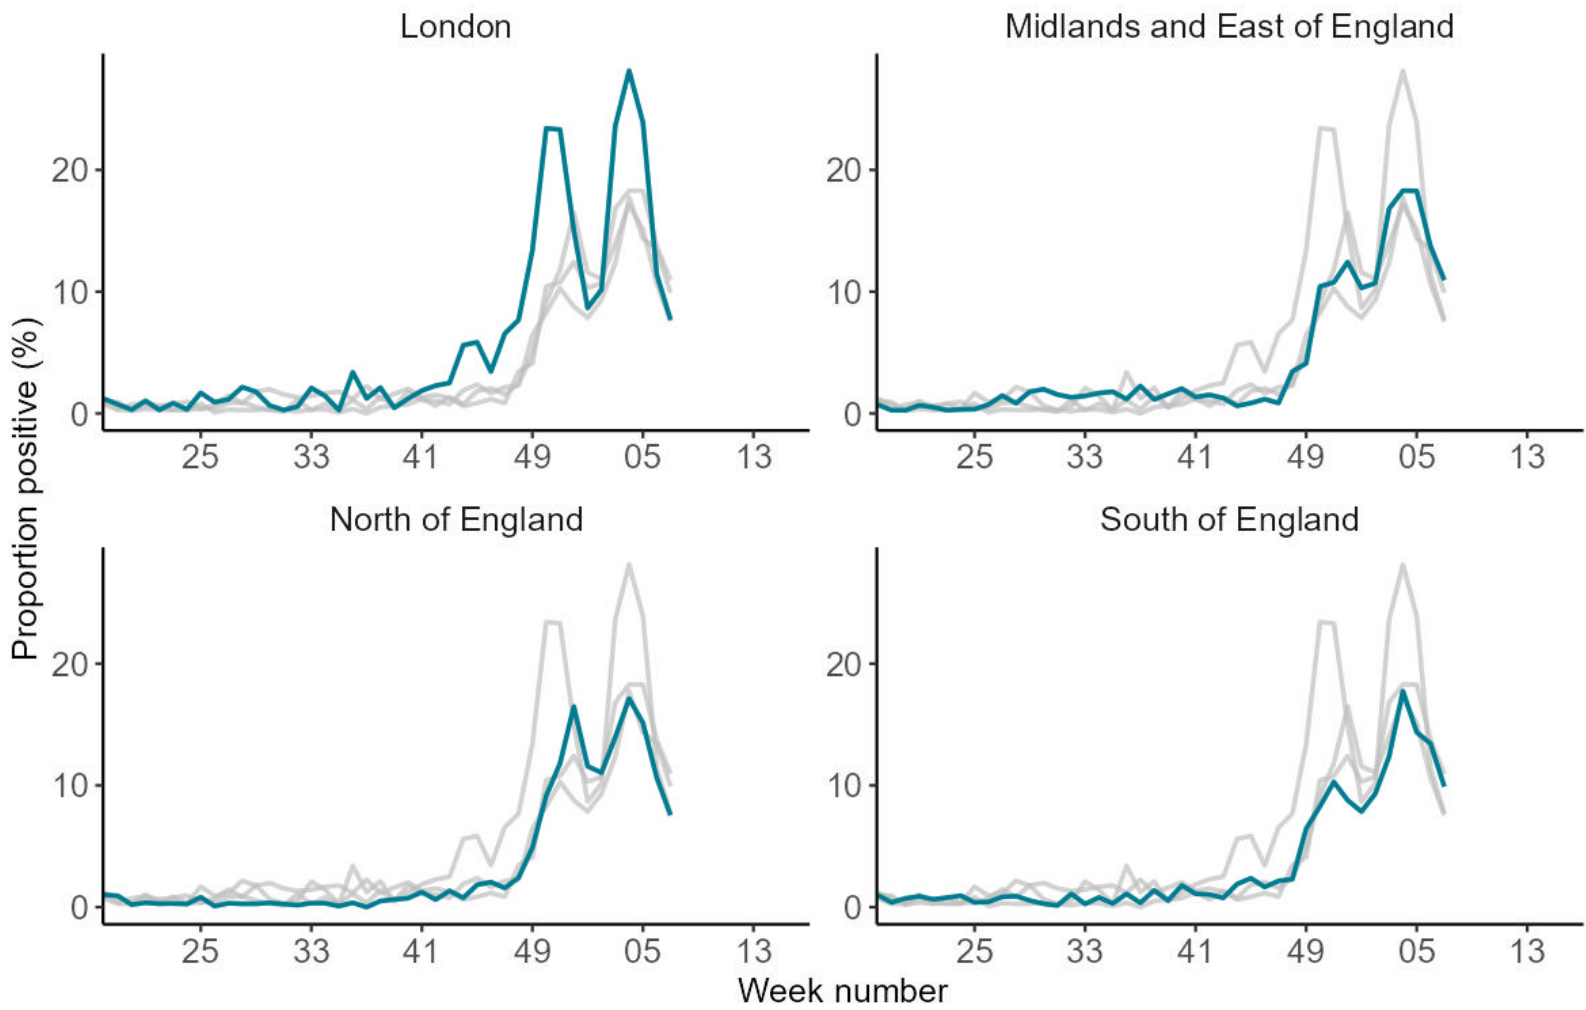 London
Midlands and East of England
20
10
0
25 33 41 49 05 13
20
10
0
25 33 41 49 05 13
North of England
South of England
20
10
0
25 33 41 49 05 13
20
10
0
25 33 41 49 05 13
Proportion positive (%)
Week number